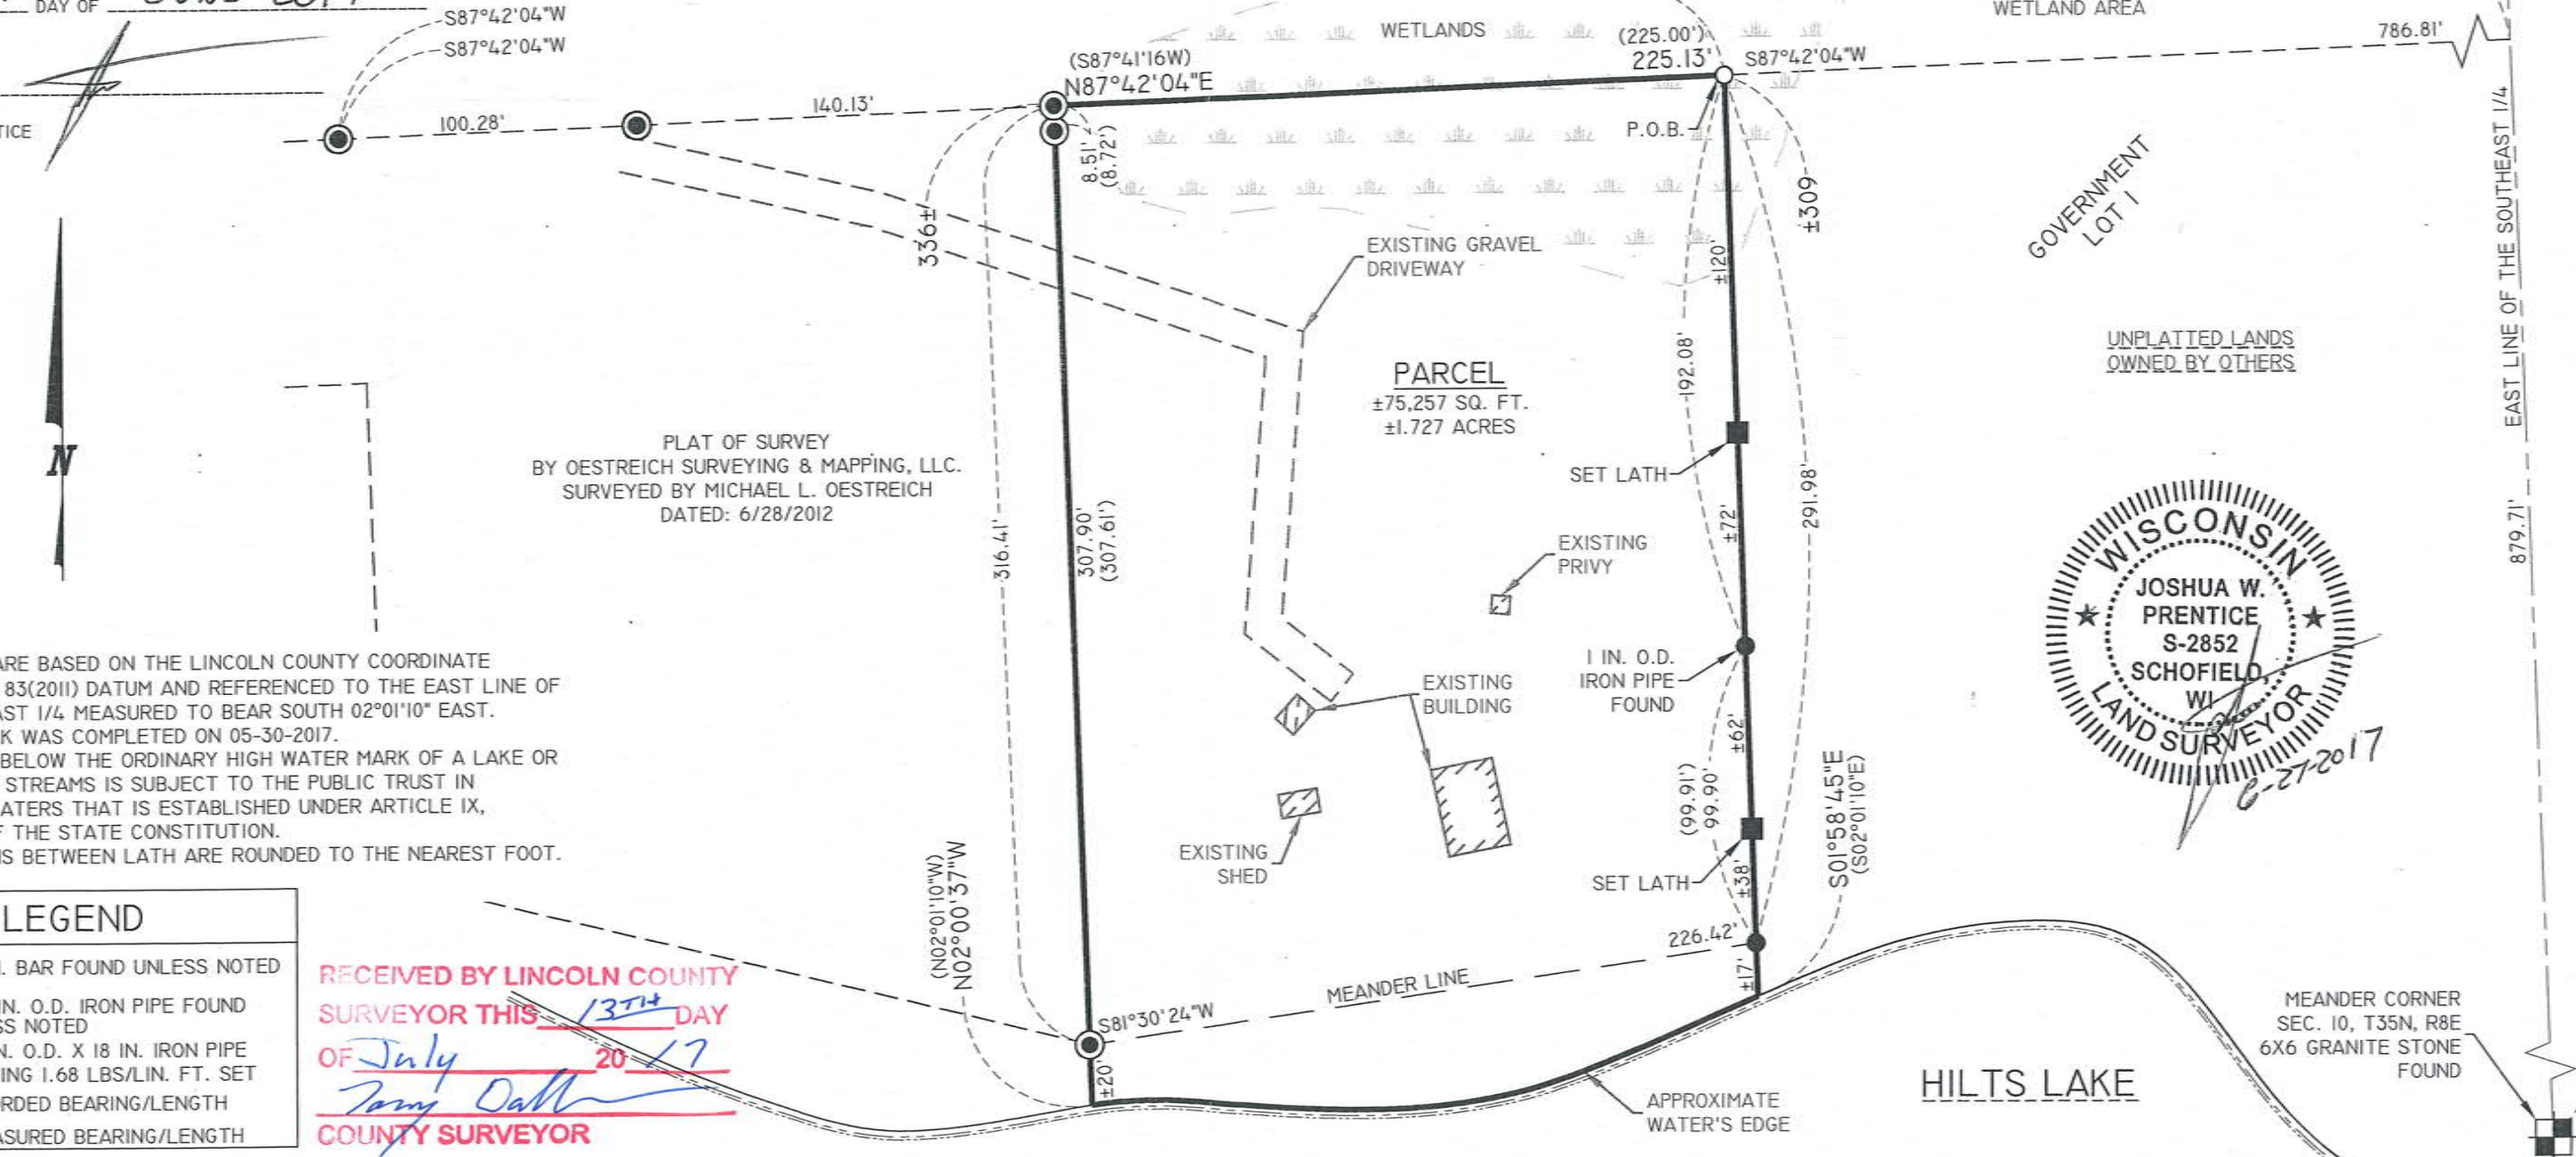 DAY OF JUNE 2017
S87°42'04"W
S87°42'04"W
TICE
100.28'
140.13'
(S87°41'16W)
N87°42'04"E
WETLANDS
(225.00')
225.13'
S87°42'04"W
WETLAND AREA
786.81'
P.O.B.
8.51'
(8.72')
336±
±309
±120'
EXISTING GRAVEL
DRIVEWAY
GOVERNMENT
LOT 1
EAST LINE OF THE SOUTHEAST 1/4
879.71'
UNPLATTED LANDS
OWNED BY OTHERS
PARCEL
±75,257 SQ. FT.
±1.727 ACRES
192.08'
N
PLAT OF SURVEY
BY OESTREICH SURVEYING & MAPPING, LLC.
SURVEYED BY MICHAEL L. OESTREICH
DATED: 6/28/2012
316.41'
307.90'
(307.61')
SET LATH
±72'
291.98'
EXISTING
PRIVY
WISCONSIN
JOSHUA W.
PRENTICE
S-2852
SCHOFIELD,
WI
LAND SURVEYOR
6-27-2017
1 IN. O.D.
IRON PIPE
FOUND
EXISTING
BUILDING
±62'
(99.91')
99.90'
S01°58'45"E
(S02°01'10"E)
EXISTING
SHED
SET LATH
±38'
ARE BASED ON THE LINCOLN COUNTY COORDINATE
83(2011) DATUM AND REFERENCED TO THE EAST LINE OF
AST 1/4 MEASURED TO BEAR SOUTH 02°01'10" EAST.
K WAS COMPLETED ON 05-30-2017.
BELOW THE ORDINARY HIGH WATER MARK OF A LAKE OR
STREAMS IS SUBJECT TO THE PUBLIC TRUST IN
ATERS THAT IS ESTABLISHED UNDER ARTICLE IX,
F THE STATE CONSTITUTION.
NS BETWEEN LATH ARE ROUNDED TO THE NEAREST FOOT.
(N02°01'10"W)
N02°00'37"W
226.42'
±17'
MEANDER LINE
S81°30'24"W
±20'
LEGEND
. BAR FOUND UNLESS NOTED
IN. O.D. IRON PIPE FOUND
SS NOTED
N. O.D. X 18 IN. IRON PIPE
ING 1.68 LBS/LIN. FT. SET
ORDED BEARING/LENGTH
ASURED BEARING/LENGTH
RECEIVED BY LINCOLN COUNTY
SURVEYOR THIS 13TH DAY
OF July 20 17
COUNTY SURVEYOR
APPROXIMATE
WATER'S EDGE
HILTS LAKE
MEANDER CORNER
SEC. 10, T35N, R8E
6X6 GRANITE STONE
FOUND